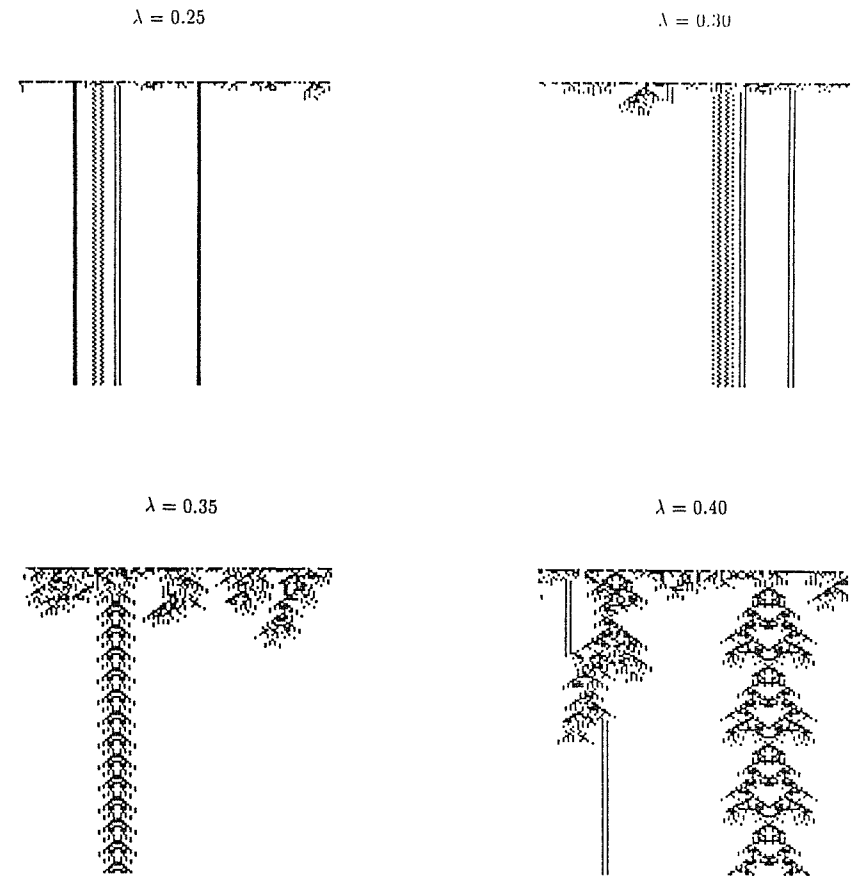 λ = 0.25
λ = 0.30
λ = 0.35
λ = 0.40